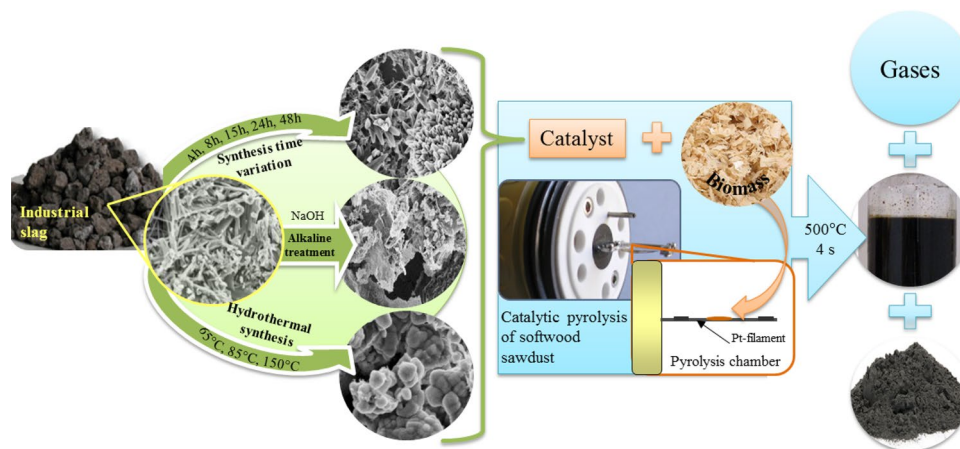 Industrial
slag
4h, 8h, 15h, 24h, 48h
Synthesis time
variation
NaOH
Alkaline
treatment
Hydrothermal
synthesis
65°C, 85°C, 150°C
Catalyst
Biomass
Catalytic pyrolysis
of softwood
sawdust
Pt-filament
Pyrolysis chamber
500°C
4 s
Gases